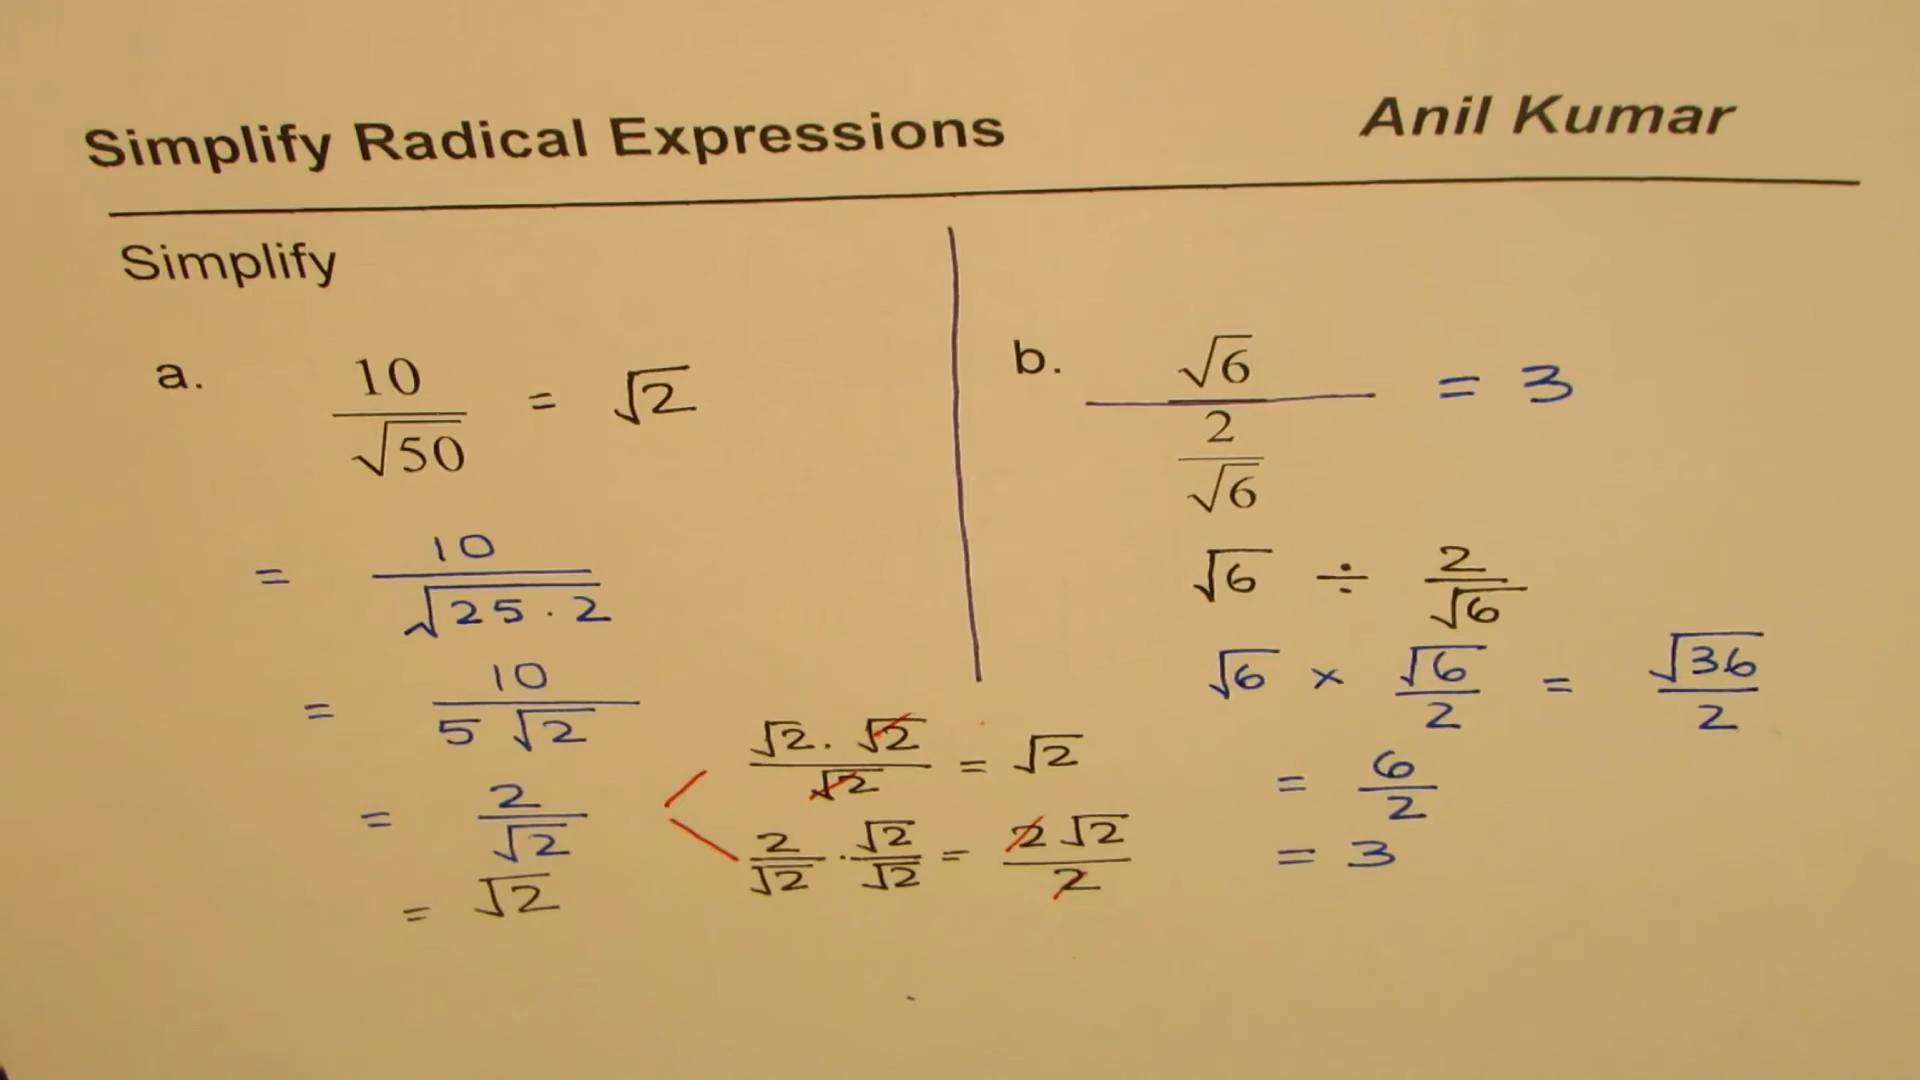 Simplify Radical Expressions
Anil Kumar
Simplify
a. 10/√50 = √2
= 10/√(25 · 2)
= 10/(5√2)
= 2/√2
= √2
(√2 · √2)/√2 = √2
2/√2 · √2/√2 = 2√2/2
b. √6/(2/√6) = 3
√6 ÷ 2/√6
√6 × √6/2 = √36/2
= 6/2
= 3